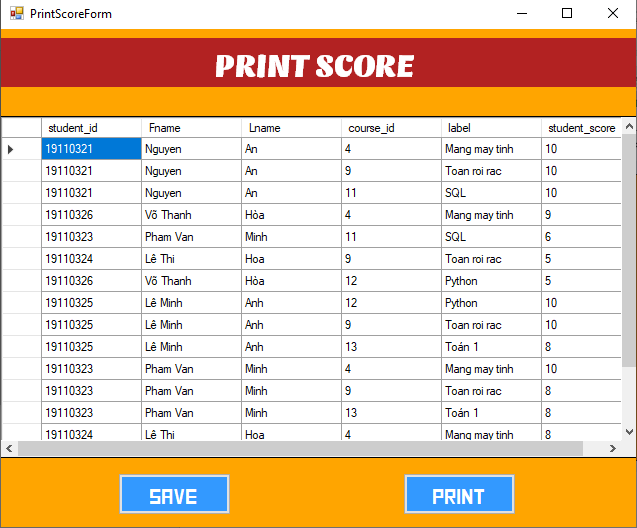 PrintScoreForm
PRINT SCORE
student_id Fname Lname course_id label student_score
19110321 Nguyen An 4 Mang may tinh 10
19110321 Nguyen An 9 Toan roi rac 10
19110321 Nguyen An 11 SQL 10
19110326 Võ Thanh Hòa 4 Mang may tinh 9
19110323 Pham Van Minh 11 SQL 6
19110324 Lê Thi Hoa 9 Toan roi rac 5
19110326 Võ Thanh Hòa 12 Python 5
19110325 Lê Minh Anh 12 Python 10
19110325 Lê Minh Anh 9 Toan roi rac 10
19110325 Lê Minh Anh 13 Toán 1 8
19110323 Pham Van Minh 4 Mang may tinh 10
19110323 Pham Van Minh 9 Toan roi rac 8
19110323 Pham Van Minh 13 Toán 1 8
19110324 Lê Thi Hoa 4 Mang may tinh 8
SAVE PRINT